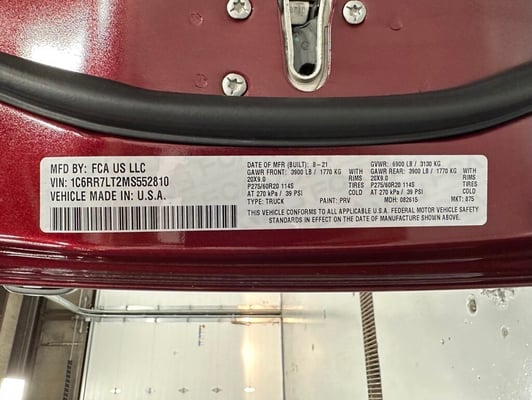 MFD BY: FCA US LLC
VIN: 1C6RR7LT2MS552810
VEHICLE MADE IN: U.S.A.
DATE OF MFR (BUILT): 8-21 GVWR: 6900 LB / 3130 KG
GAWR FRONT: 3900 LB / 1770 KG WITH GAWR REAR: 3900 LB / 1770 KG WITH
20X9.0 RIMS 20X9.0 RIMS
P275/60R20 114S TIRES P275/60R20 114S TIRES
AT 270 kPa / 39 PSI COLD AT 270 kPa / 39 PSI COLD
TYPE: TRUCK PAINT: PRV MDH: 082615 MKT: 875
THIS VEHICLE CONFORMS TO ALL APPLICABLE U.S.A. FEDERAL MOTOR VEHICLE SAFETY
STANDARDS IN EFFECT ON THE DATE OF MANUFACTURE SHOWN ABOVE.